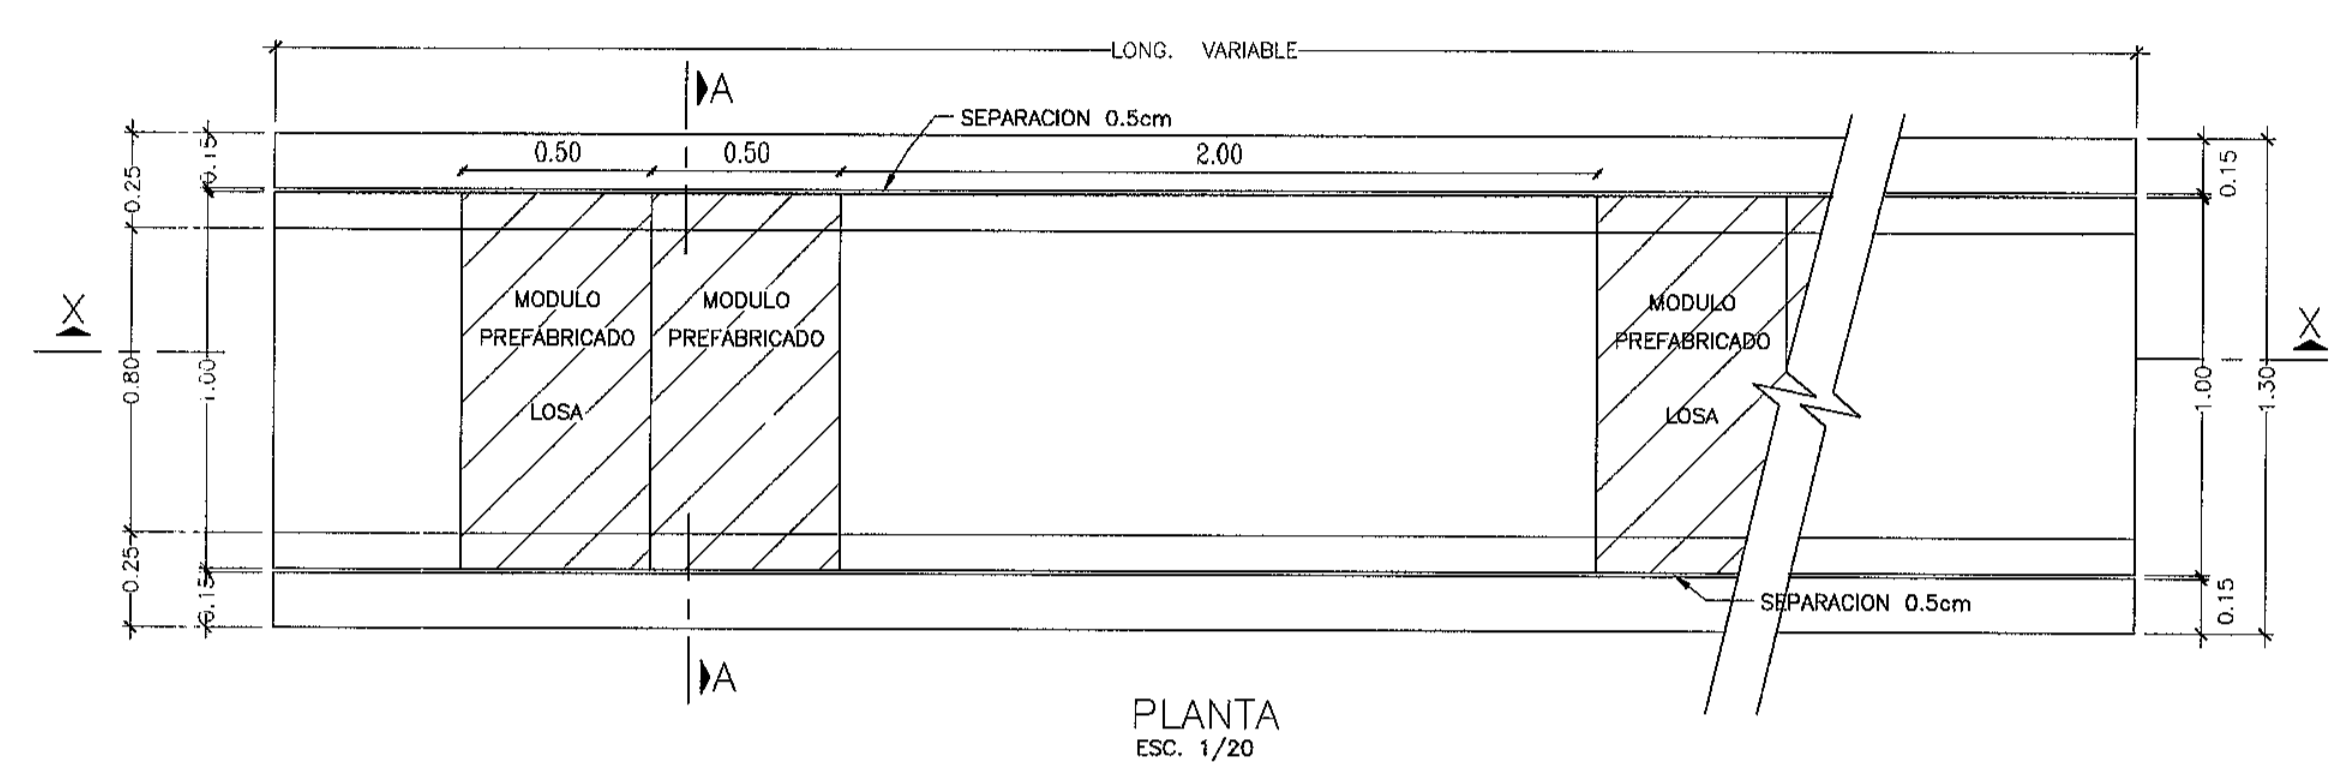 LONG. VARIABLE
A
SEPARACION 0.5cm
0.50
0.50
2.00
0.25
0.15
0.15
MODULO
PREFABRICADO
LOSA
MODULO
PREFABRICADO
MODULO
PREFABRICADO
LOSA
X
X
0.80
1.00
1.00
1.30
0.25
0.15
0.15
SEPARACION 0.5cm
A
PLANTA
ESC. 1/20